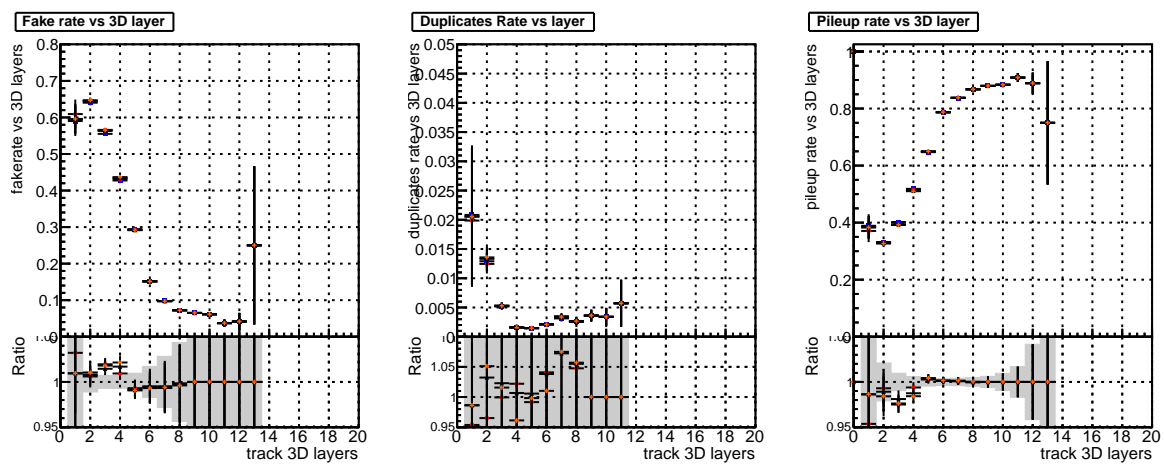 Fake rate vs 3D layer
fakerate vs 3D layers
0.8
0.7
0.6
0.5
0.4
0.3
0.2
0.1
Ratio
1
0.95
0 2 4 6 8 10 12 14 16 18 20
track 3D layers
Duplicates Rate vs layer
duplicates rate vs 3D layers
0.05
0.045
0.04
0.035
0.03
0.025
0.02
0.015
0.01
0.005
Ratio
1.05
1
0.95
0 2 4 6 8 10 12 14 16 18 20
track 3D layers
Pileup rate vs 3D layer
pileup rate vs 3D layers
1
0.8
0.6
0.4
0.2
0
Ratio
1
0.95
0 2 4 6 8 10 12 14 16 18 20
track 3D layers